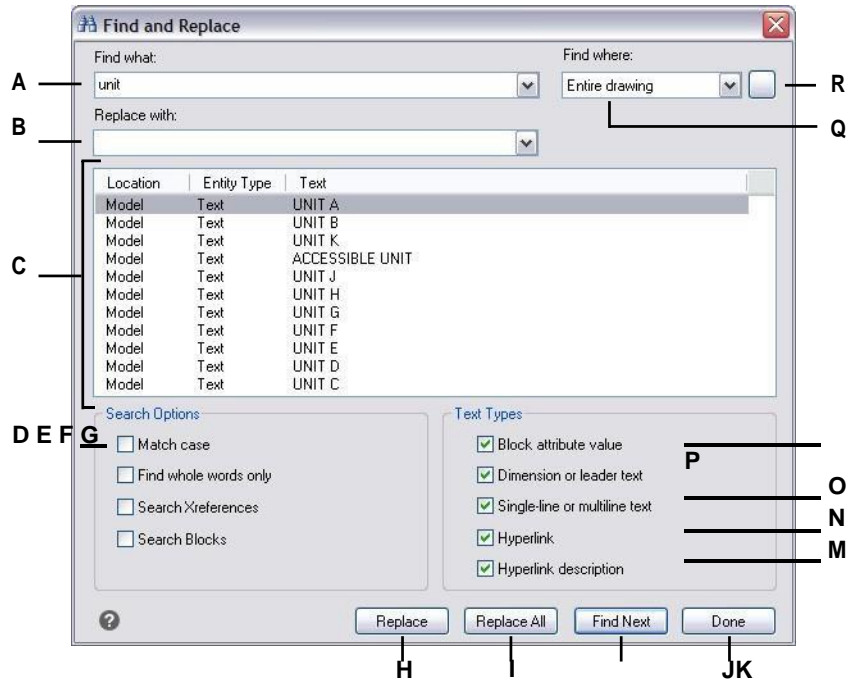 Find and Replace
Find what:
Find where:
A
unit
Entire drawing
R
B
Replace with:
Q
C
Location Entity Type Text
Model Text UNIT A
Model Text UNIT B
Model Text UNIT K
Model Text ACCESSIBLE UNIT
Model Text UNIT J
Model Text UNIT H
Model Text UNIT G
Model Text UNIT F
Model Text UNIT E
Model Text UNIT D
Model Text UNIT C
Search Options
D E F G
Match case
Find whole words only
Search Xreferences
Search Blocks
Text Types
Block attribute value
P
Dimension or leader text
O
Single-line or multiline text
N
Hyperlink
M
Hyperlink description
?
Replace
Replace All
Find Next
Done
H
I
JK